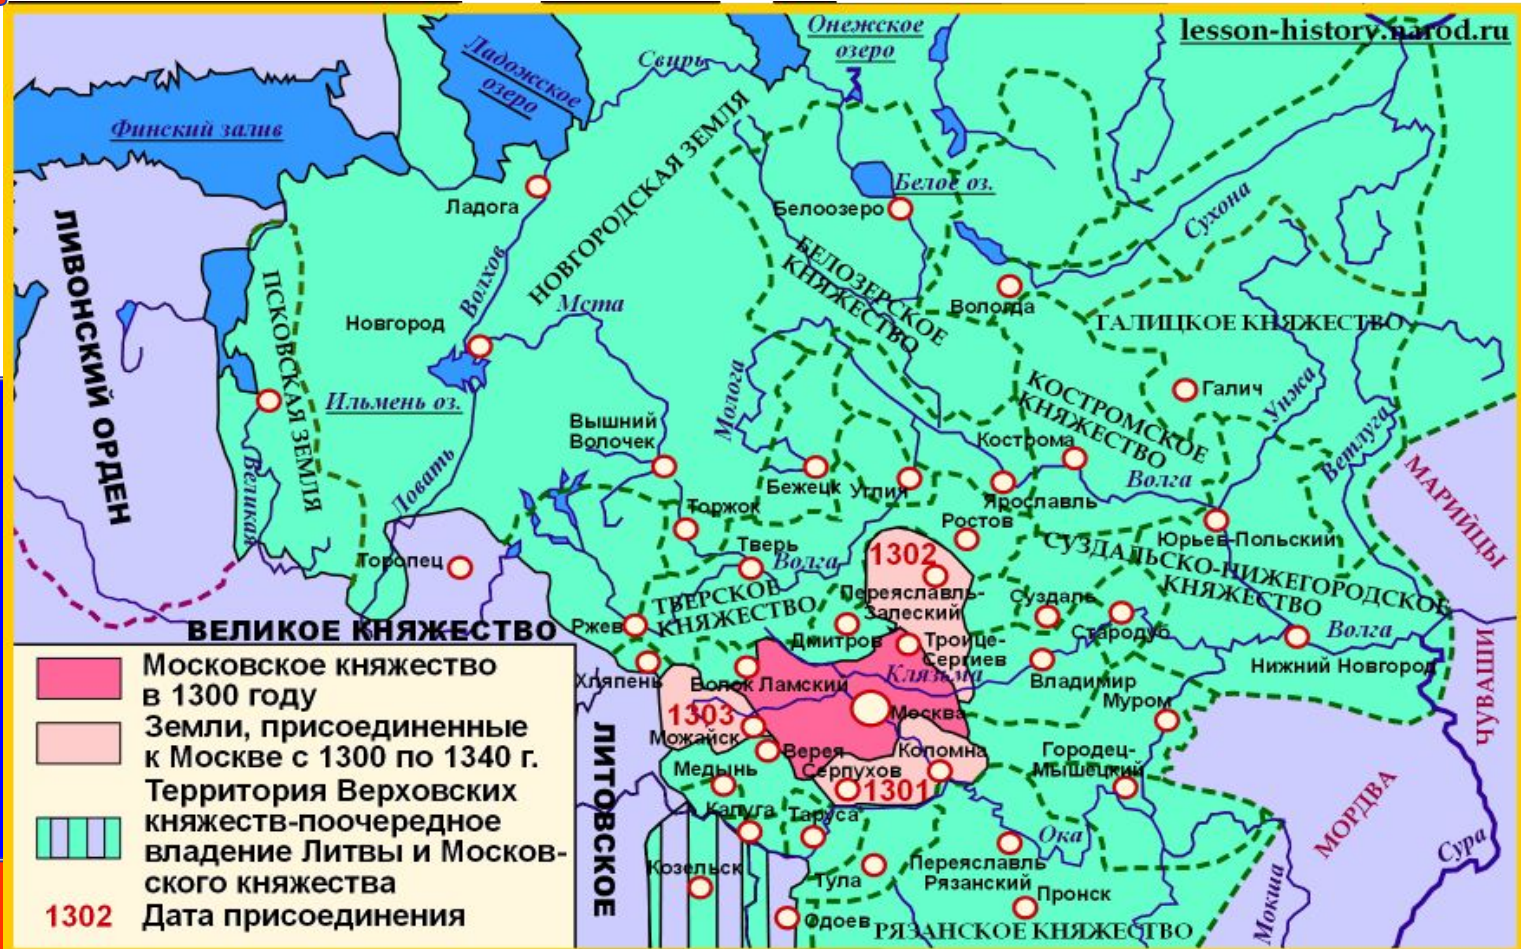 lesson-history.narod.ru
Онежское
озеро
Свирь
Ладожское
озеро
Финский залив
Ладога
НОВГОРОДСКАЯ ЗЕМЛЯ
Белое оз.
Белоозеро
Сухона
ЛИВОНСКИЙ ОРДЕН
ПСКОВСКАЯ ЗЕМЛЯ
Волхов
Мста
БЕЛОЗЕРСКОЕ
КНЯЖЕСТВО
Вологда
Новгород
ГАЛИЦКОЕ КНЯЖЕСТВО
Ильмень оз.
Молога
Галич
Унжа
Ветлуга
КОСТРОМСКОЕ
КНЯЖЕСТВО
Вышний
Волочек
Кострома
Волга
МАРИЙЦЫ
Великая
Ловать
Бежецк
Углич
Ярославль
Торжок
Ростов
Юрьев-Польский
Торопец
Тверь
Волга
1302
СУЗДАЛЬСКО-НИЖЕГОРОДСКОЕ
КНЯЖЕСТВО
ТВЕРСКОЕ
КНЯЖЕСТВО
Переяславль-
Залеский
Суздаль
Стародуб
ВЕЛИКОЕ КНЯЖЕСТВО
Ржев
Дмитров
Троице-
Сергиев
Волга
Нижний Новгород
ЧУВАШИ
Хляпень
Волок Ламский
Клязьма
Владимир
Муром
1303
Можайск
Москва
Верея
Коломна
Городец-
Мышецкий
ЛИТОВСКОЕ
Медынь
Серпухов
1301
МОРДВА
Калуга
Таруса
Ока
Сура
Козельск
Тула
Переяславль
Рязанский
Пронск
Мокша
Одоев
РЯЗАНСКОЕ КНЯЖЕСТВО
Московское княжество
в 1300 году
Земли, присоединенные
к Москве с 1300 по 1340 г.
Территория Верховских
княжеств-поочередное
владение Литвы и Москов-
ского княжества
1302 Дата присоединения